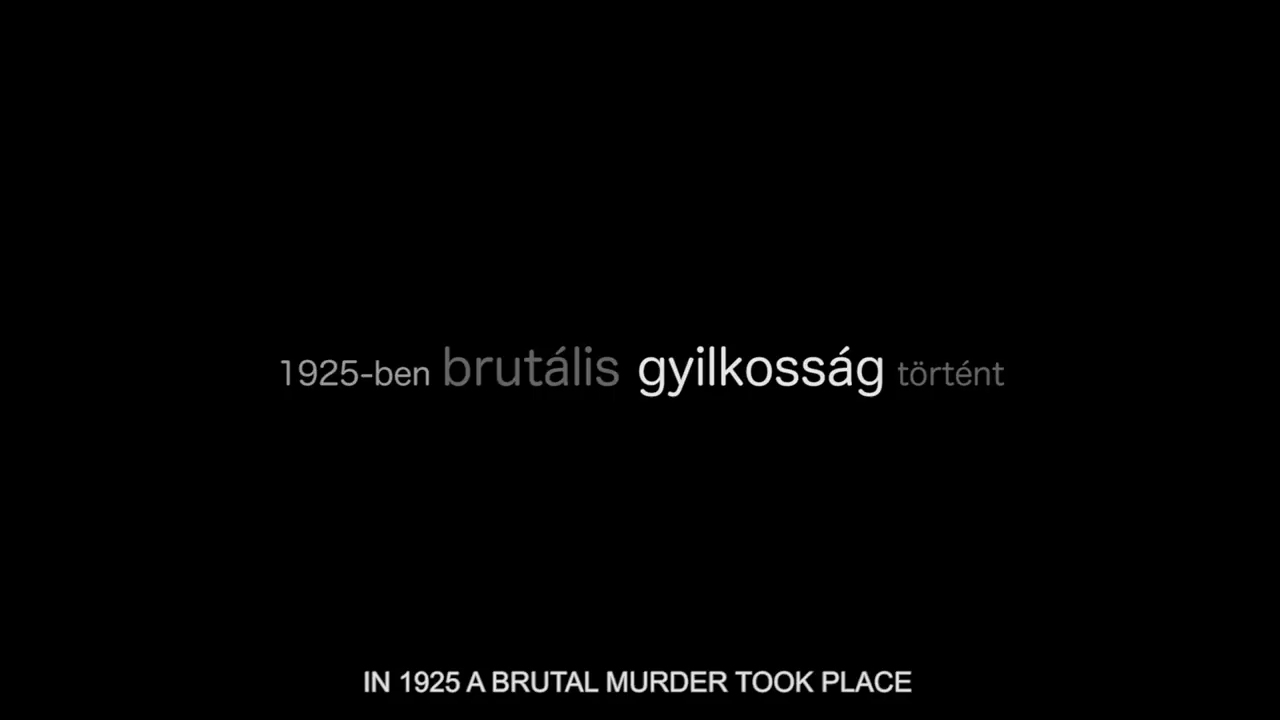 1925-ben brutális gyilkosság történt
IN 1925 A BRUTAL MURDER TOOK PLACE